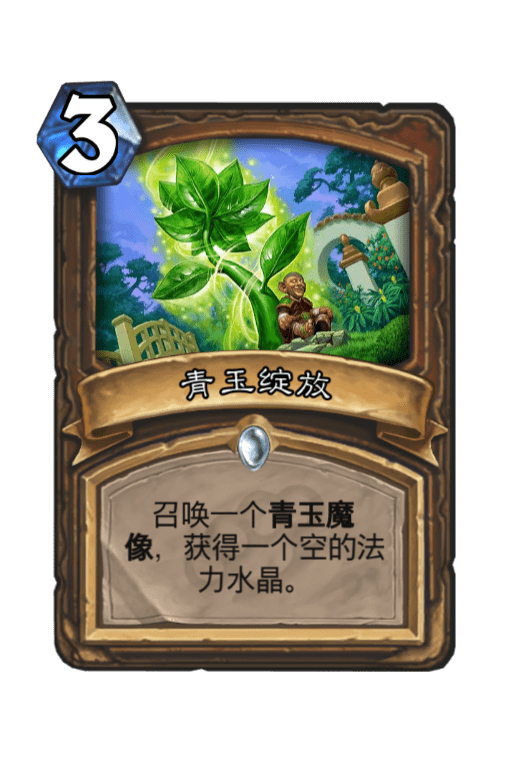 3
青玉绽放
召唤一个青玉魔
像，获得一个空的法
力水晶。